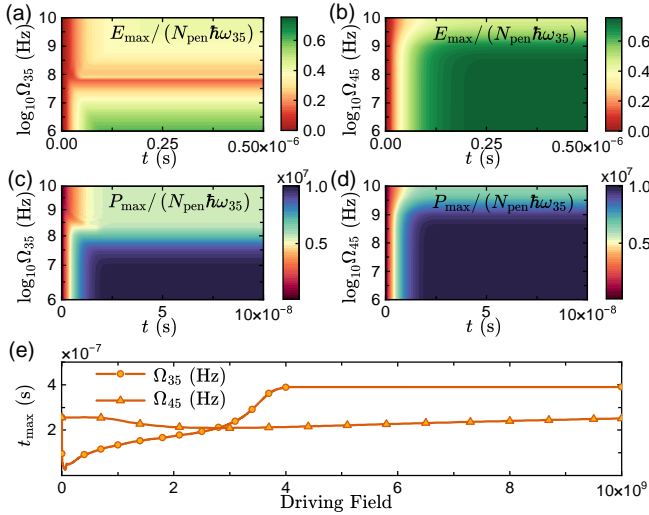 (a) E_max/(N_pen ħω_35)
(b) E_max/(N_pen ħω_35)
log_10 Ω_35 (Hz)
10
9
8
7
6
0.00 0.25 0.50×10^-6
t (s)
0.6
0.4
0.2
0.0
log_10 Ω_45 (Hz)
10
9
8
7
6
0.00 0.25 0.50×10^-6
t (s)
0.6
0.4
0.2
0.0
(c) P_max/(N_pen ħω_35)
(d) P_max/(N_pen ħω_35)
log_10 Ω_35 (Hz)
10
9
8
7
6
0 5 10×10^-8
t (s)
×10^7
1.0
0.5
0
log_10 Ω_45 (Hz)
10
9
8
7
6
0 5 10×10^-8
t (s)
×10^7
1.0
0.5
0
(e)
×10^-7
t_max (s)
4
2
Ω_35 (Hz)
Ω_45 (Hz)
0 2 4 6 8 10×10^9
Driving Field